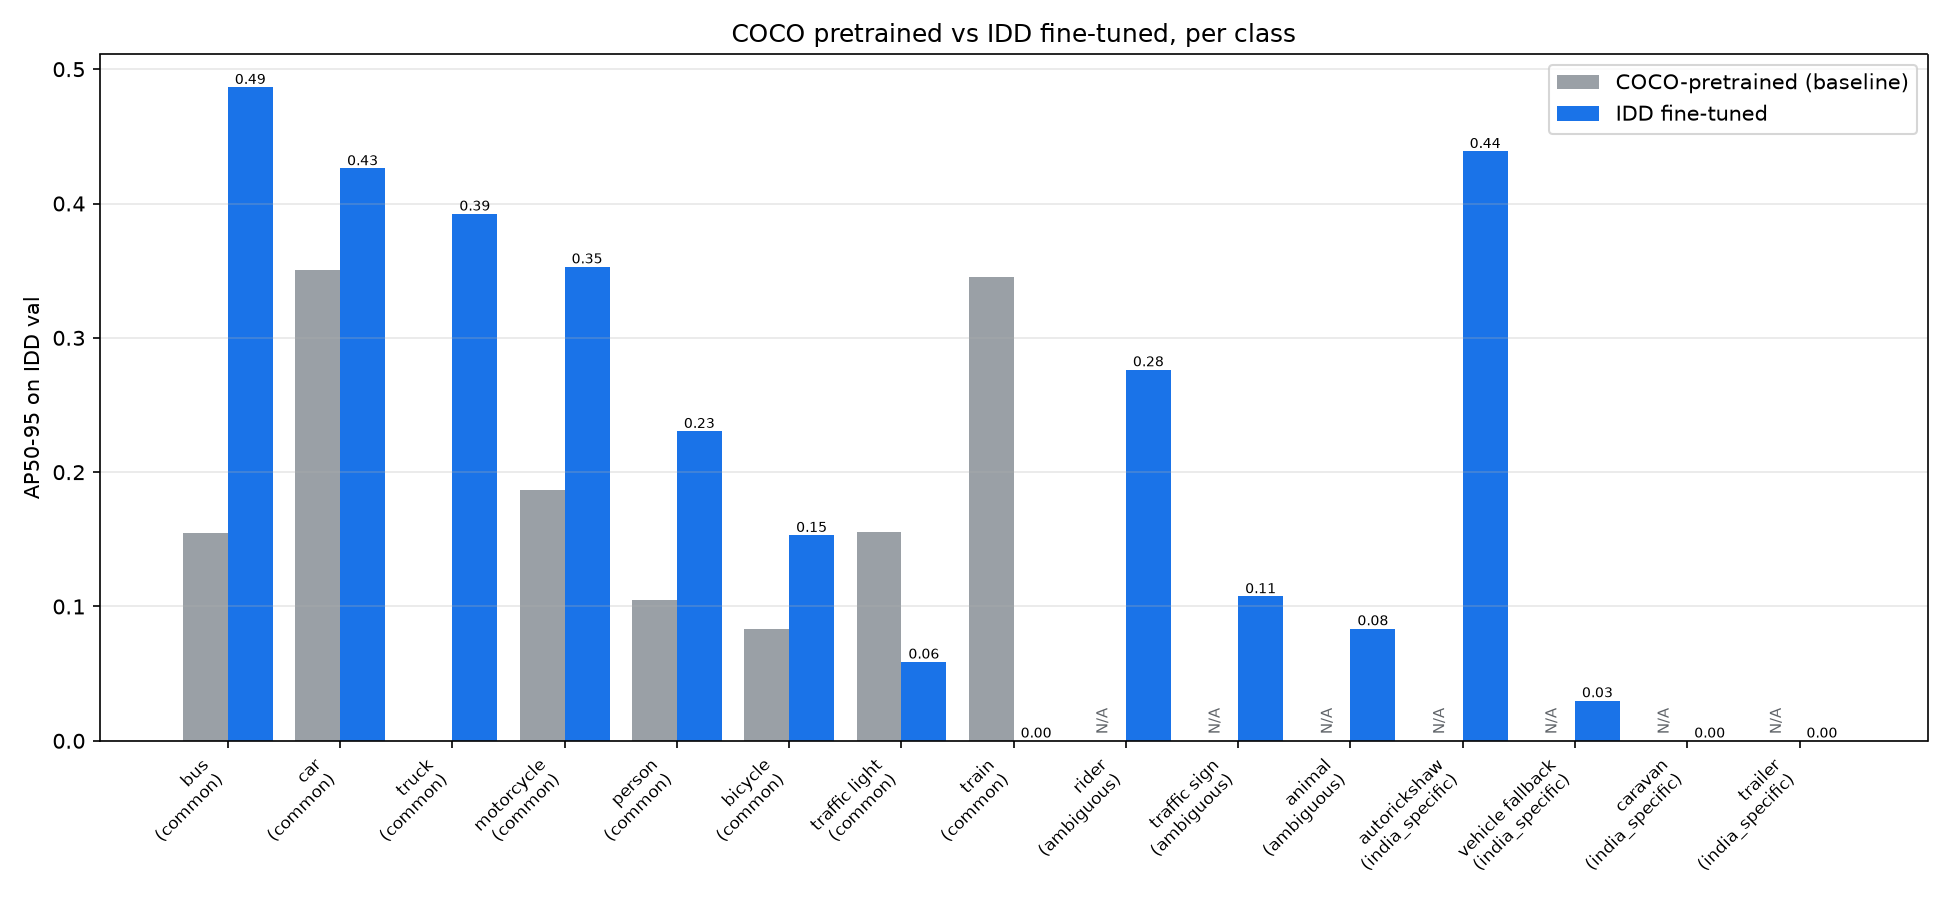 COCO pretrained vs IDD fine-tuned, per class
COCO-pretrained (baseline)
IDD fine-tuned
AP50-95 on IDD val
0.5
0.4
0.3
0.2
0.1
0.0
0.49
0.43
0.39
0.35
0.23
0.15
0.06
0.00
N/A
0.28
N/A
0.11
N/A
0.08
N/A
0.44
N/A
0.03
N/A
0.00
N/A
0.00
bus
(common)
car
(common)
truck
(common)
motorcycle
(common)
person
(common)
bicycle
(common)
traffic light
(common)
train
(common)
rider
(ambiguous)
traffic sign
(ambiguous)
animal
(ambiguous)
autorickshaw
(india_specific)
vehicle fallback
(india_specific)
caravan
(india_specific)
trailer
(india_specific)